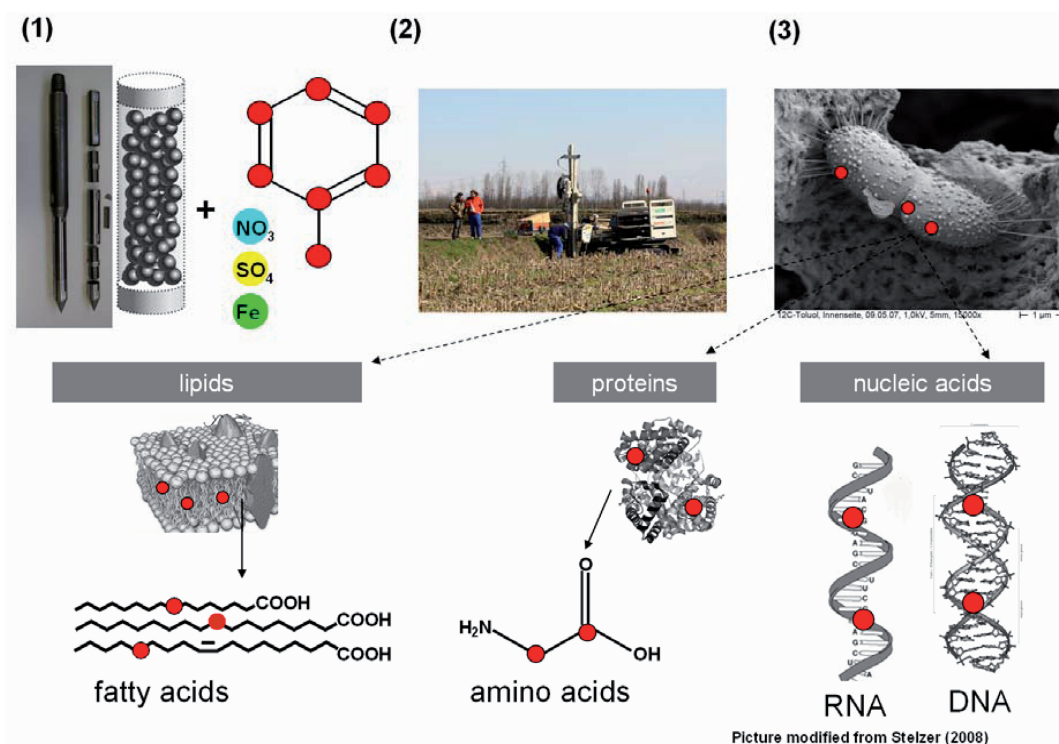 (1)
(2)
(3)
+
NO3
SO4
Fe
12C-Toluol, Innenseite, 09.05.07, 1,0kV, 5mm, 15000x
1 µm
lipids
proteins
nucleic acids
COOH
COOH
COOH
fatty acids
O
H2N
OH
amino acids
RNA
DNA
Picture modified from Stelzer (2008)